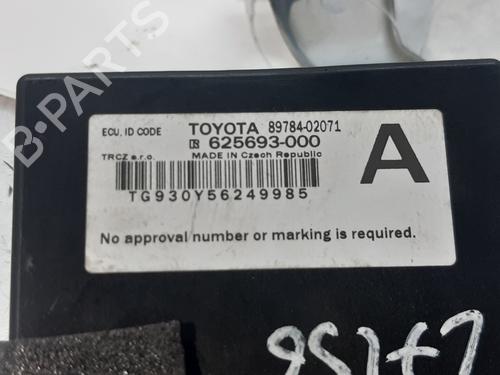 B-PARTS
ECU, ID CODE TOYOTA 89784-02071
625693-000
TRCZ s.r.o. MADE IN Czech Republic
A
TG930Y56249985
No approval number or marking is required.